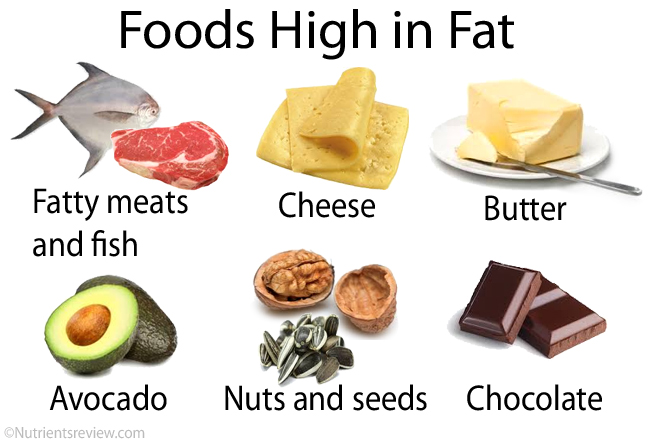 Foods High in Fat
Fatty meats
and fish
Cheese
Butter
Avocado
Nuts and seeds
Chocolate
©Nutrientsreview.com